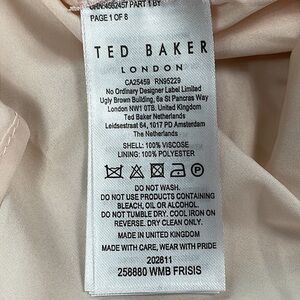 PART 1 BY
PAGE 1 OF 8
TED BAKER
LONDON
CA25459 RN95229
No Ordinary Designer Label Limited
Ugly Brown Building, 6a St Pancras Way
London NW1 0TB. United Kingdom
Ted Baker Netherlands
Leidsestraat 64, 1017 PD Amsterdam
The Netherlands
SHELL: 100% VISCOSE
LINING: 100% POLYESTER
DO NOT WASH.
DO NOT USE PRODUCTS CONTAINING
BLEACH, OIL OR ALCOHOL.
DO NOT TUMBLE DRY. COOL IRON ON
REVERSE. DRY CLEAN ONLY.
MADE IN UNITED KINGDOM
MADE WITH CARE, WEAR WITH PRIDE
202811
258880 WMB FRISIS